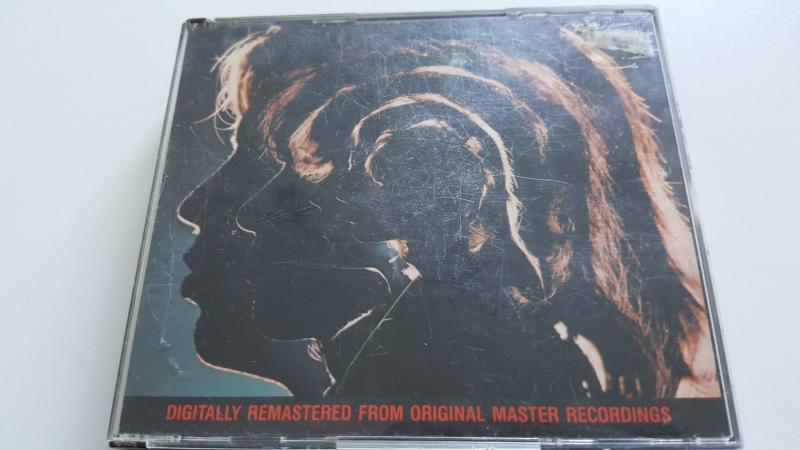 DIGITALLY REMASTERED FROM ORIGINAL MASTER RECORDINGS